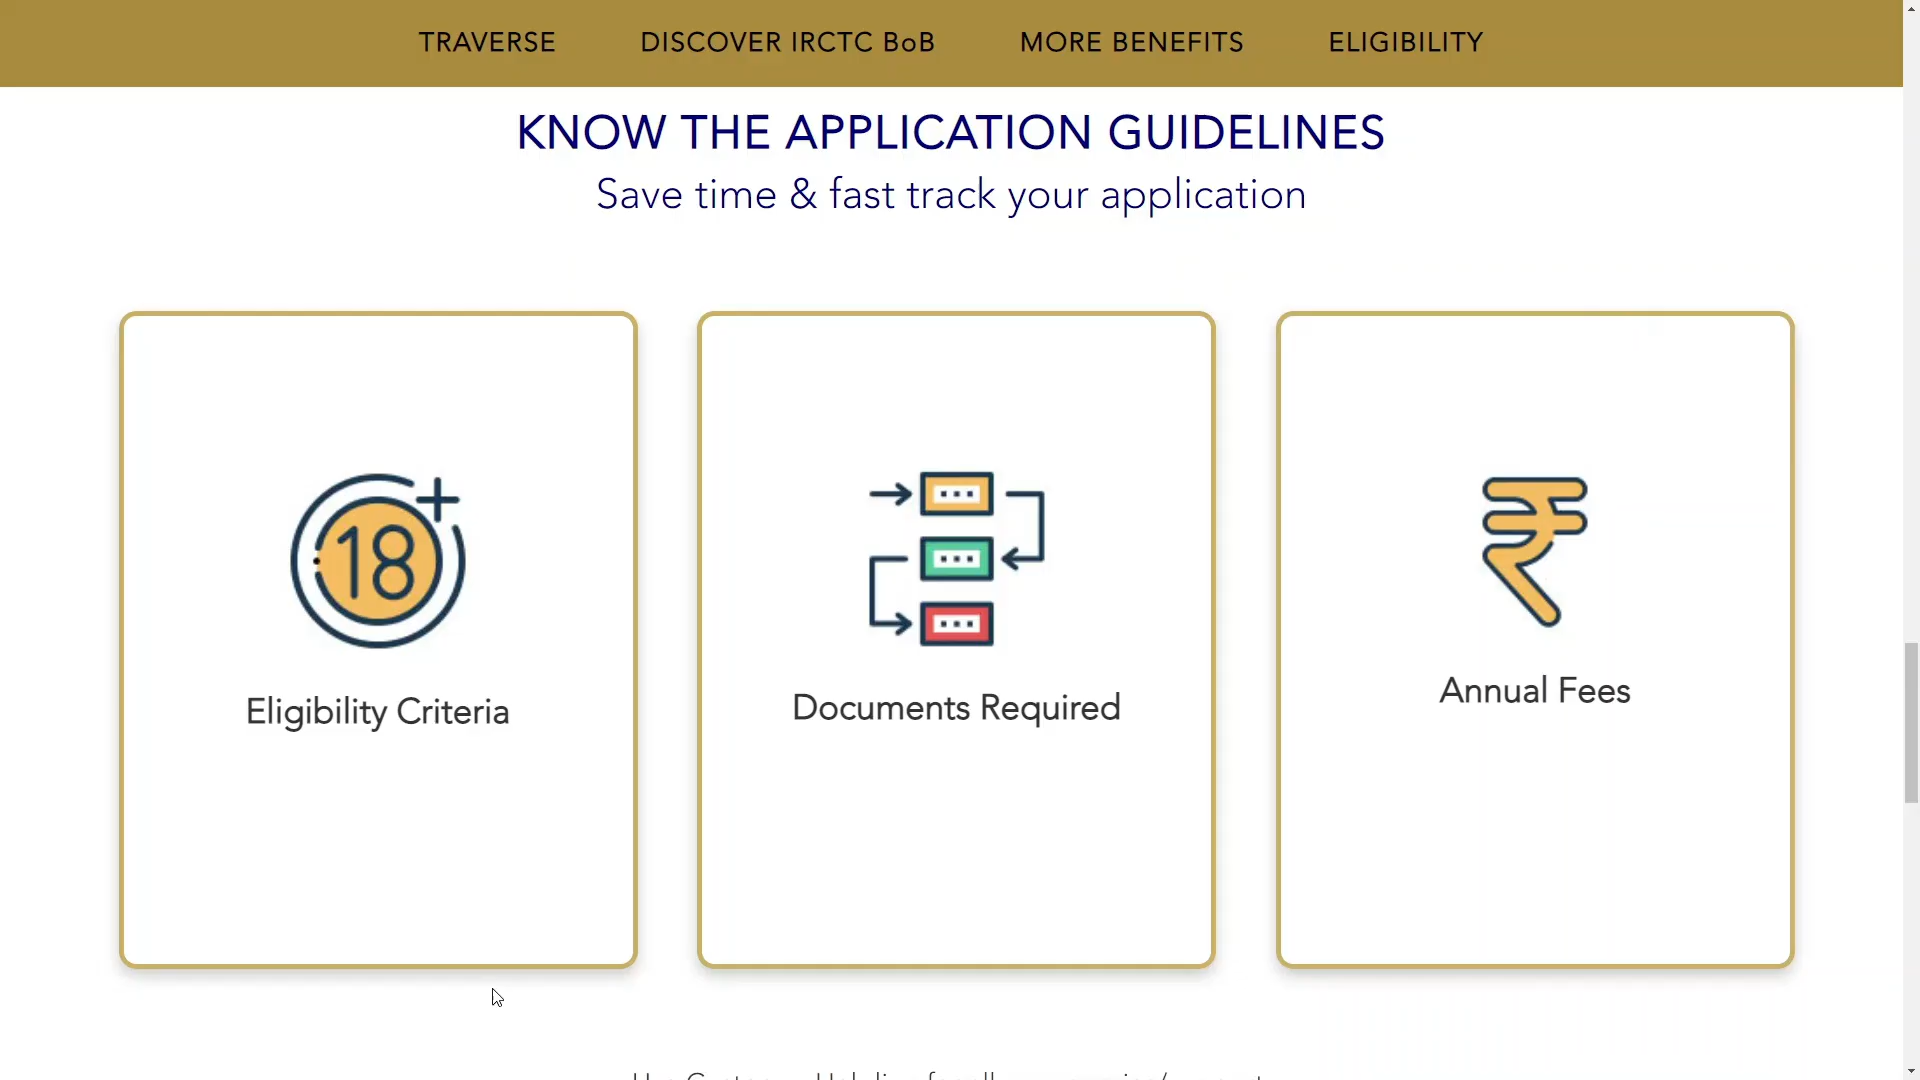 TRAVERSE DISCOVER IRCTC BoB MORE BENEFITS ELIGIBILITY
KNOW THE APPLICATION GUIDELINES
Save time & fast track your application
18
Eligibility Criteria
Documents Required
Annual Fees